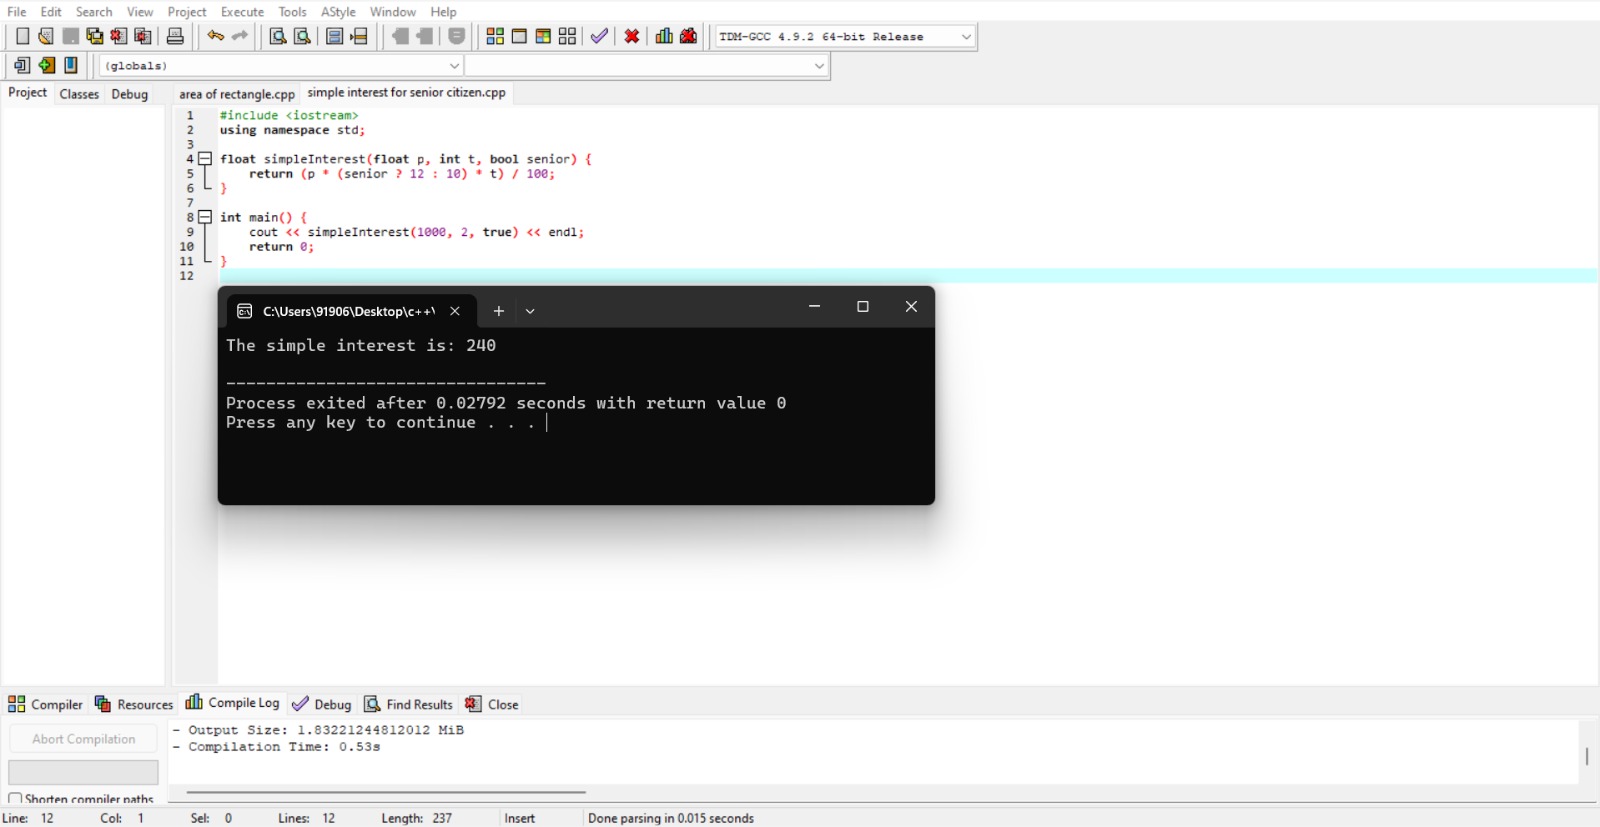 File Edit Search View Project Execute Tools AStyle Window Help
TDM-GCC 4.9.2 64-bit Release
(globals)
Project Classes Debug
area of rectangle.cpp simple interest for senior citizen.cpp
1 #include <iostream>
2 using namespace std;
3
4 float simpleInterest(float p, int t, bool senior) {
5 return (p * (senior ? 12 : 10) * t) / 100;
6 }
7
8 int main() {
9 cout << simpleInterest(1000, 2, true) << endl;
10 return 0;
11 }
12
C:\Users\91906\Desktop\c++\
The simple interest is: 240
--------------------------------
Process exited after 0.02792 seconds with return value 0
Press any key to continue . . .
Compiler Resources Compile Log Debug Find Results Close
Abort Compilation
Shorten compiler paths
- Output Size: 1.83221244812012 MiB
- Compilation Time: 0.53s
Line: 12 Col: 1 Sel: 0 Lines: 12 Length: 237 Insert Done parsing in 0.015 seconds